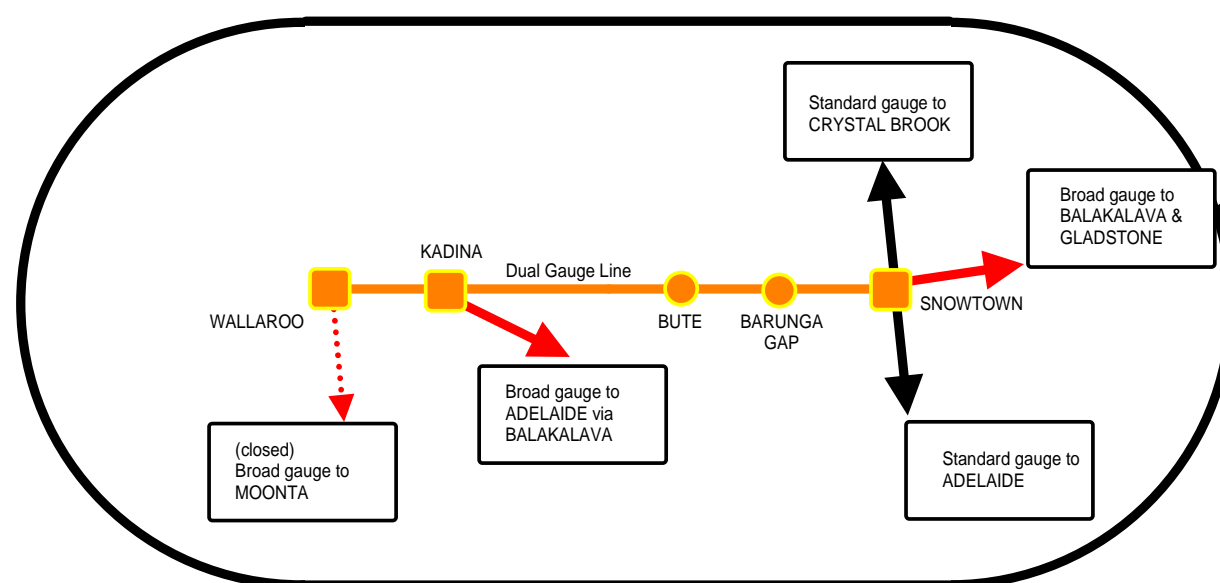 Standard gauge to
CRYSTAL BROOK
Broad gauge to
BALAKALAVA &
GLADSTONE
KADINA
Dual Gauge Line
WALLAROO
BUTE
BARUNGA
GAP
SNOWTOWN
Broad gauge to
ADELAIDE via
BALAKALAVA
(closed)
Broad gauge to
MOONTA
Standard gauge to
ADELAIDE